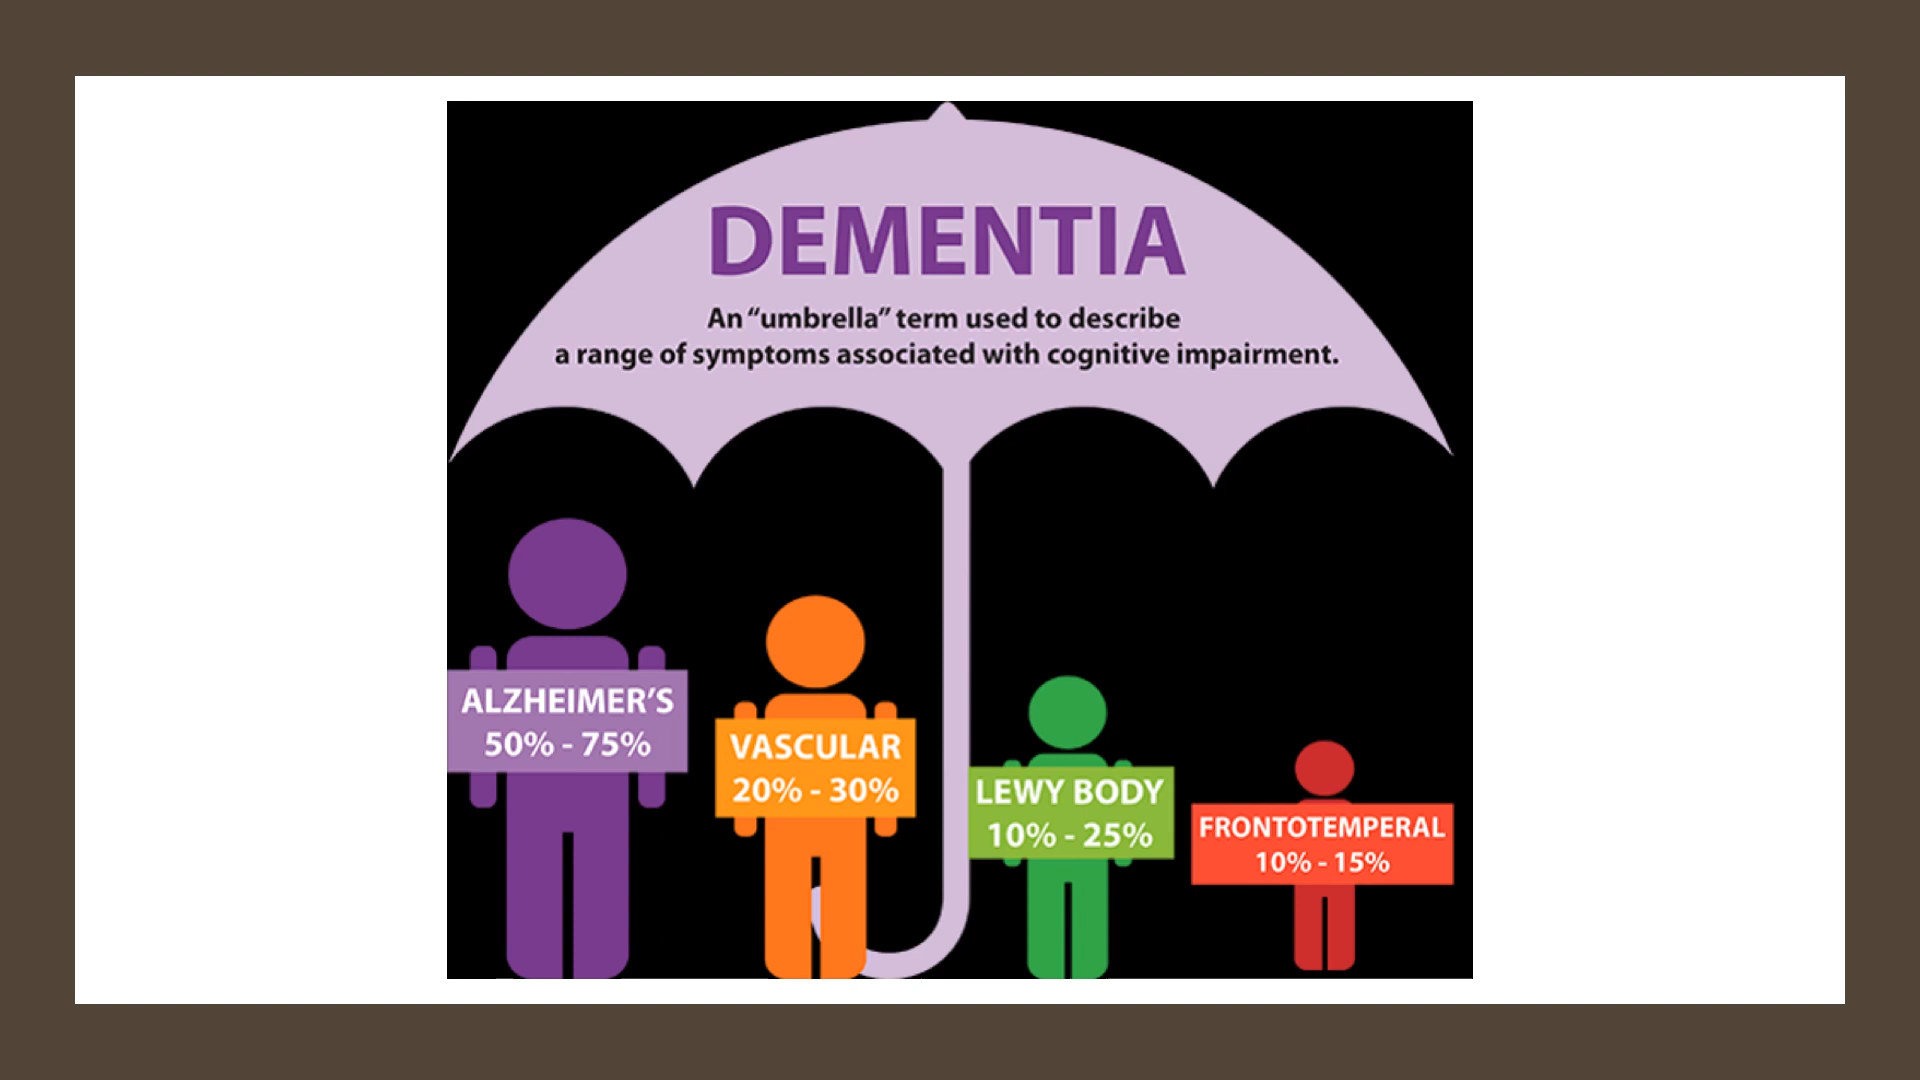 DEMENTIA
An “umbrella” term used to describe
a range of symptoms associated with cognitive impairment.
ALZHEIMER’S
50% - 75%
VASCULAR
20% - 30%
LEWY BODY
10% - 25%
FRONTOTEMPERAL
10% - 15%